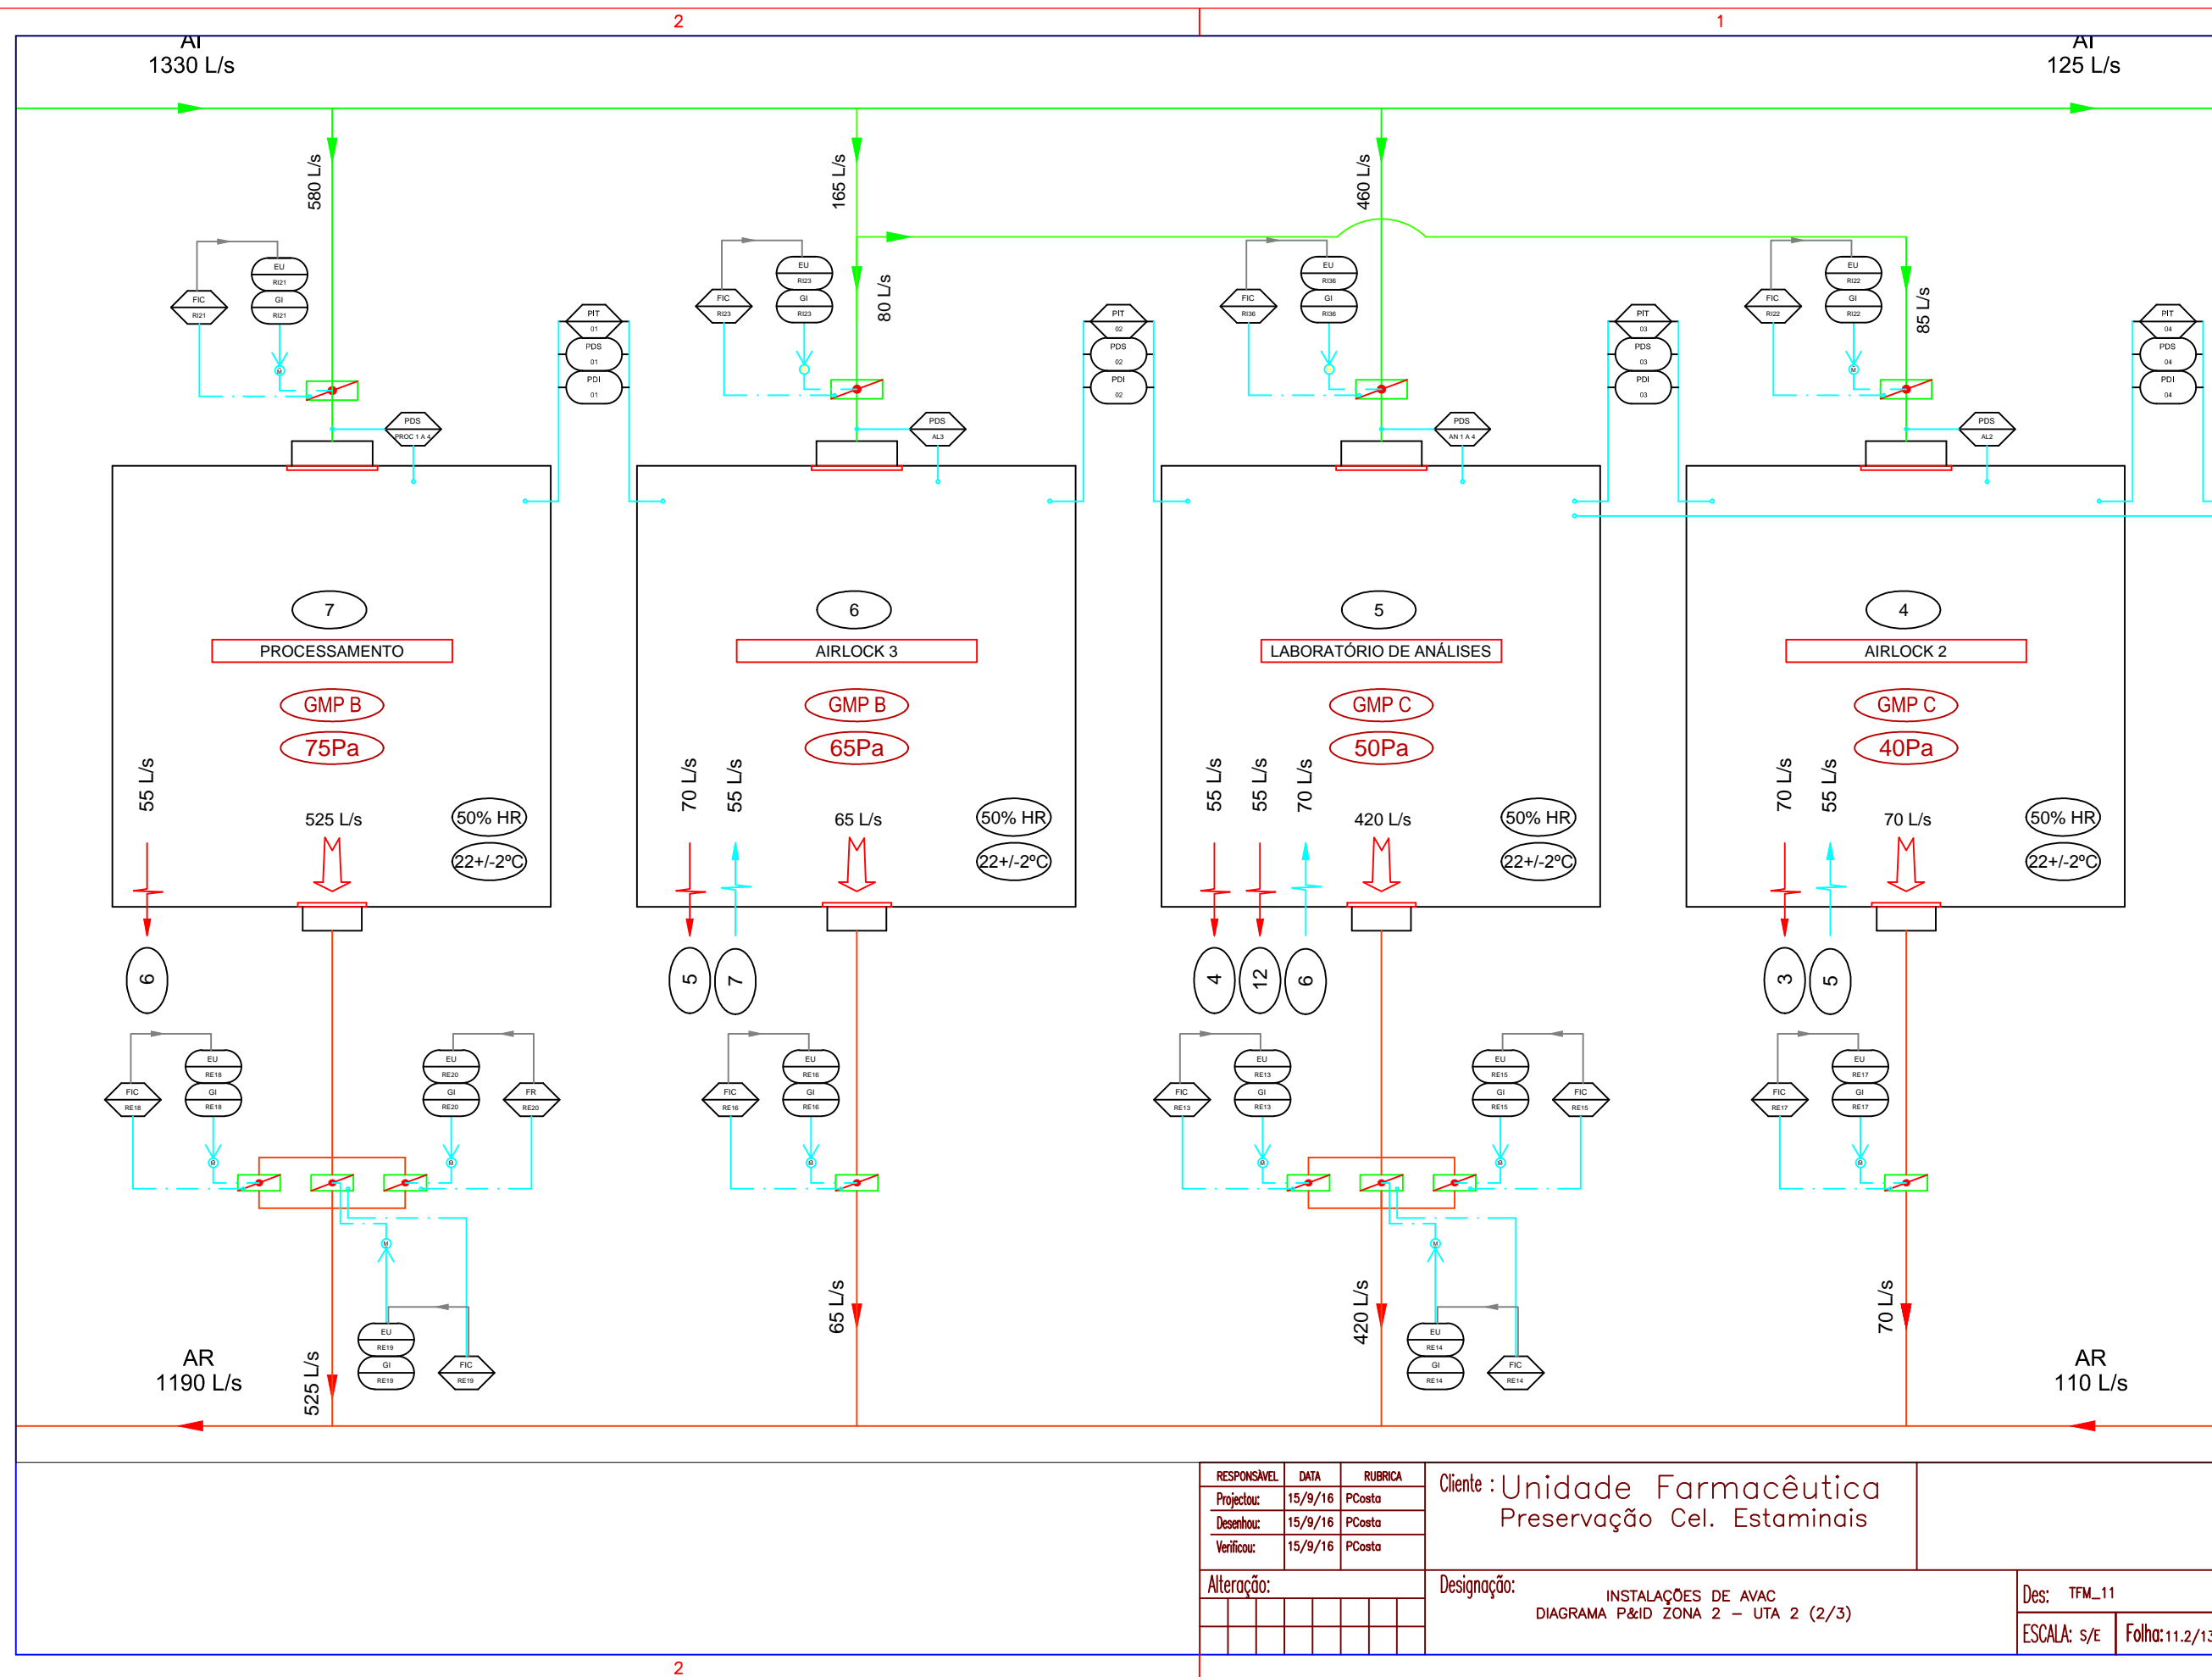 2
1
AI
1330 L/s
AI
125 L/s
580 L/s
165 L/s
460 L/s
80 L/s
85 L/s
EU
RI21
GI
RI21
FIC
RI21
EU
RI23
GI
RI23
FIC
RI23
EU
RI36
GI
RI36
FIC
RI36
EU
RI22
GI
RI22
FIC
RI22
PIT
01
PDS
01
PDI
01
PIT
02
PDS
02
PDI
02
PIT
03
PDS
03
PDI
03
PIT
04
PDS
04
PDI
04
M
M
PDS
PROC 1 A 4
PDS
AL3
PDS
AN 1 A 4
PDS
AL2
7
PROCESSAMENTO
GMP B
75Pa
55 L/s
525 L/s
50% HR
22+/-2ºC
6
6
AIRLOCK 3
GMP B
65Pa
70 L/s
55 L/s
65 L/s
50% HR
22+/-2ºC
5
7
5
LABORATÓRIO DE ANÁLISES
GMP C
50Pa
55 L/s
55 L/s
70 L/s
420 L/s
50% HR
22+/-2ºC
4
12
6
4
AIRLOCK 2
GMP C
40Pa
70 L/s
55 L/s
70 L/s
50% HR
22+/-2ºC
3
5
EU
RE18
GI
RE18
FIC
RE18
M
EU
RE20
GI
RE20
FR
RE20
M
EU
RE16
GI
RE16
FIC
RE16
M
EU
RE13
GI
RE13
FIC
RE13
M
EU
RE15
GI
RE15
FIC
RE15
M
EU
RE17
GI
RE17
FIC
RE17
M
M
EU
RE19
GI
RE19
FIC
RE19
M
EU
RE14
GI
RE14
FIC
RE14
525 L/s
65 L/s
420 L/s
70 L/s
AR
1190 L/s
AR
110 L/s
RESPONSÀVEL DATA RUBRICA
Projectou: 15/9/16 PCosta
Desenhou: 15/9/16 PCosta
Verificou: 15/9/16 PCosta
Cliente : Unidade Farmacêutica
Preservação Cel. Estaminais
Alteração:
Designação:
INSTALAÇÕES DE AVAC
DIAGRAMA P&ID ZONA 2 – UTA 2 (2/3)
Des: TFM_11
ESCALA: S/E
Folha: 11.2/13
2